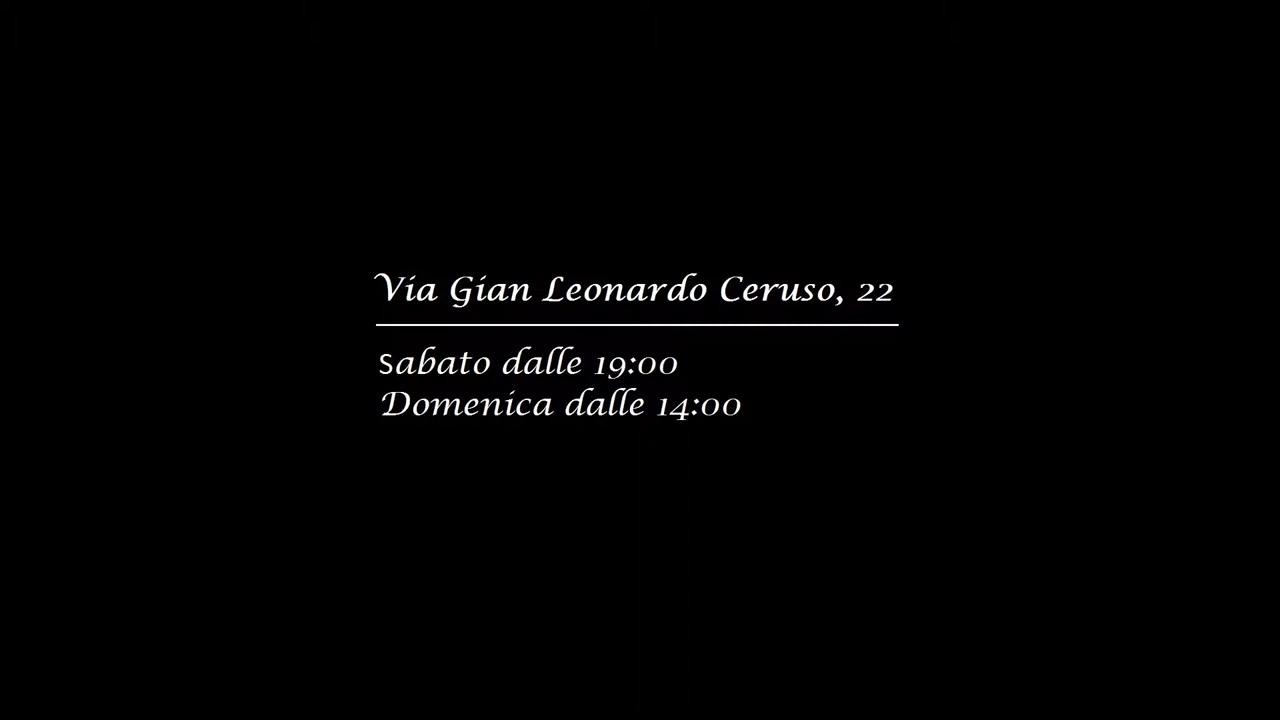 Via Gian Leonardo Ceruso, 22
Sabato dalle 19:00
Domenica dalle 14:00